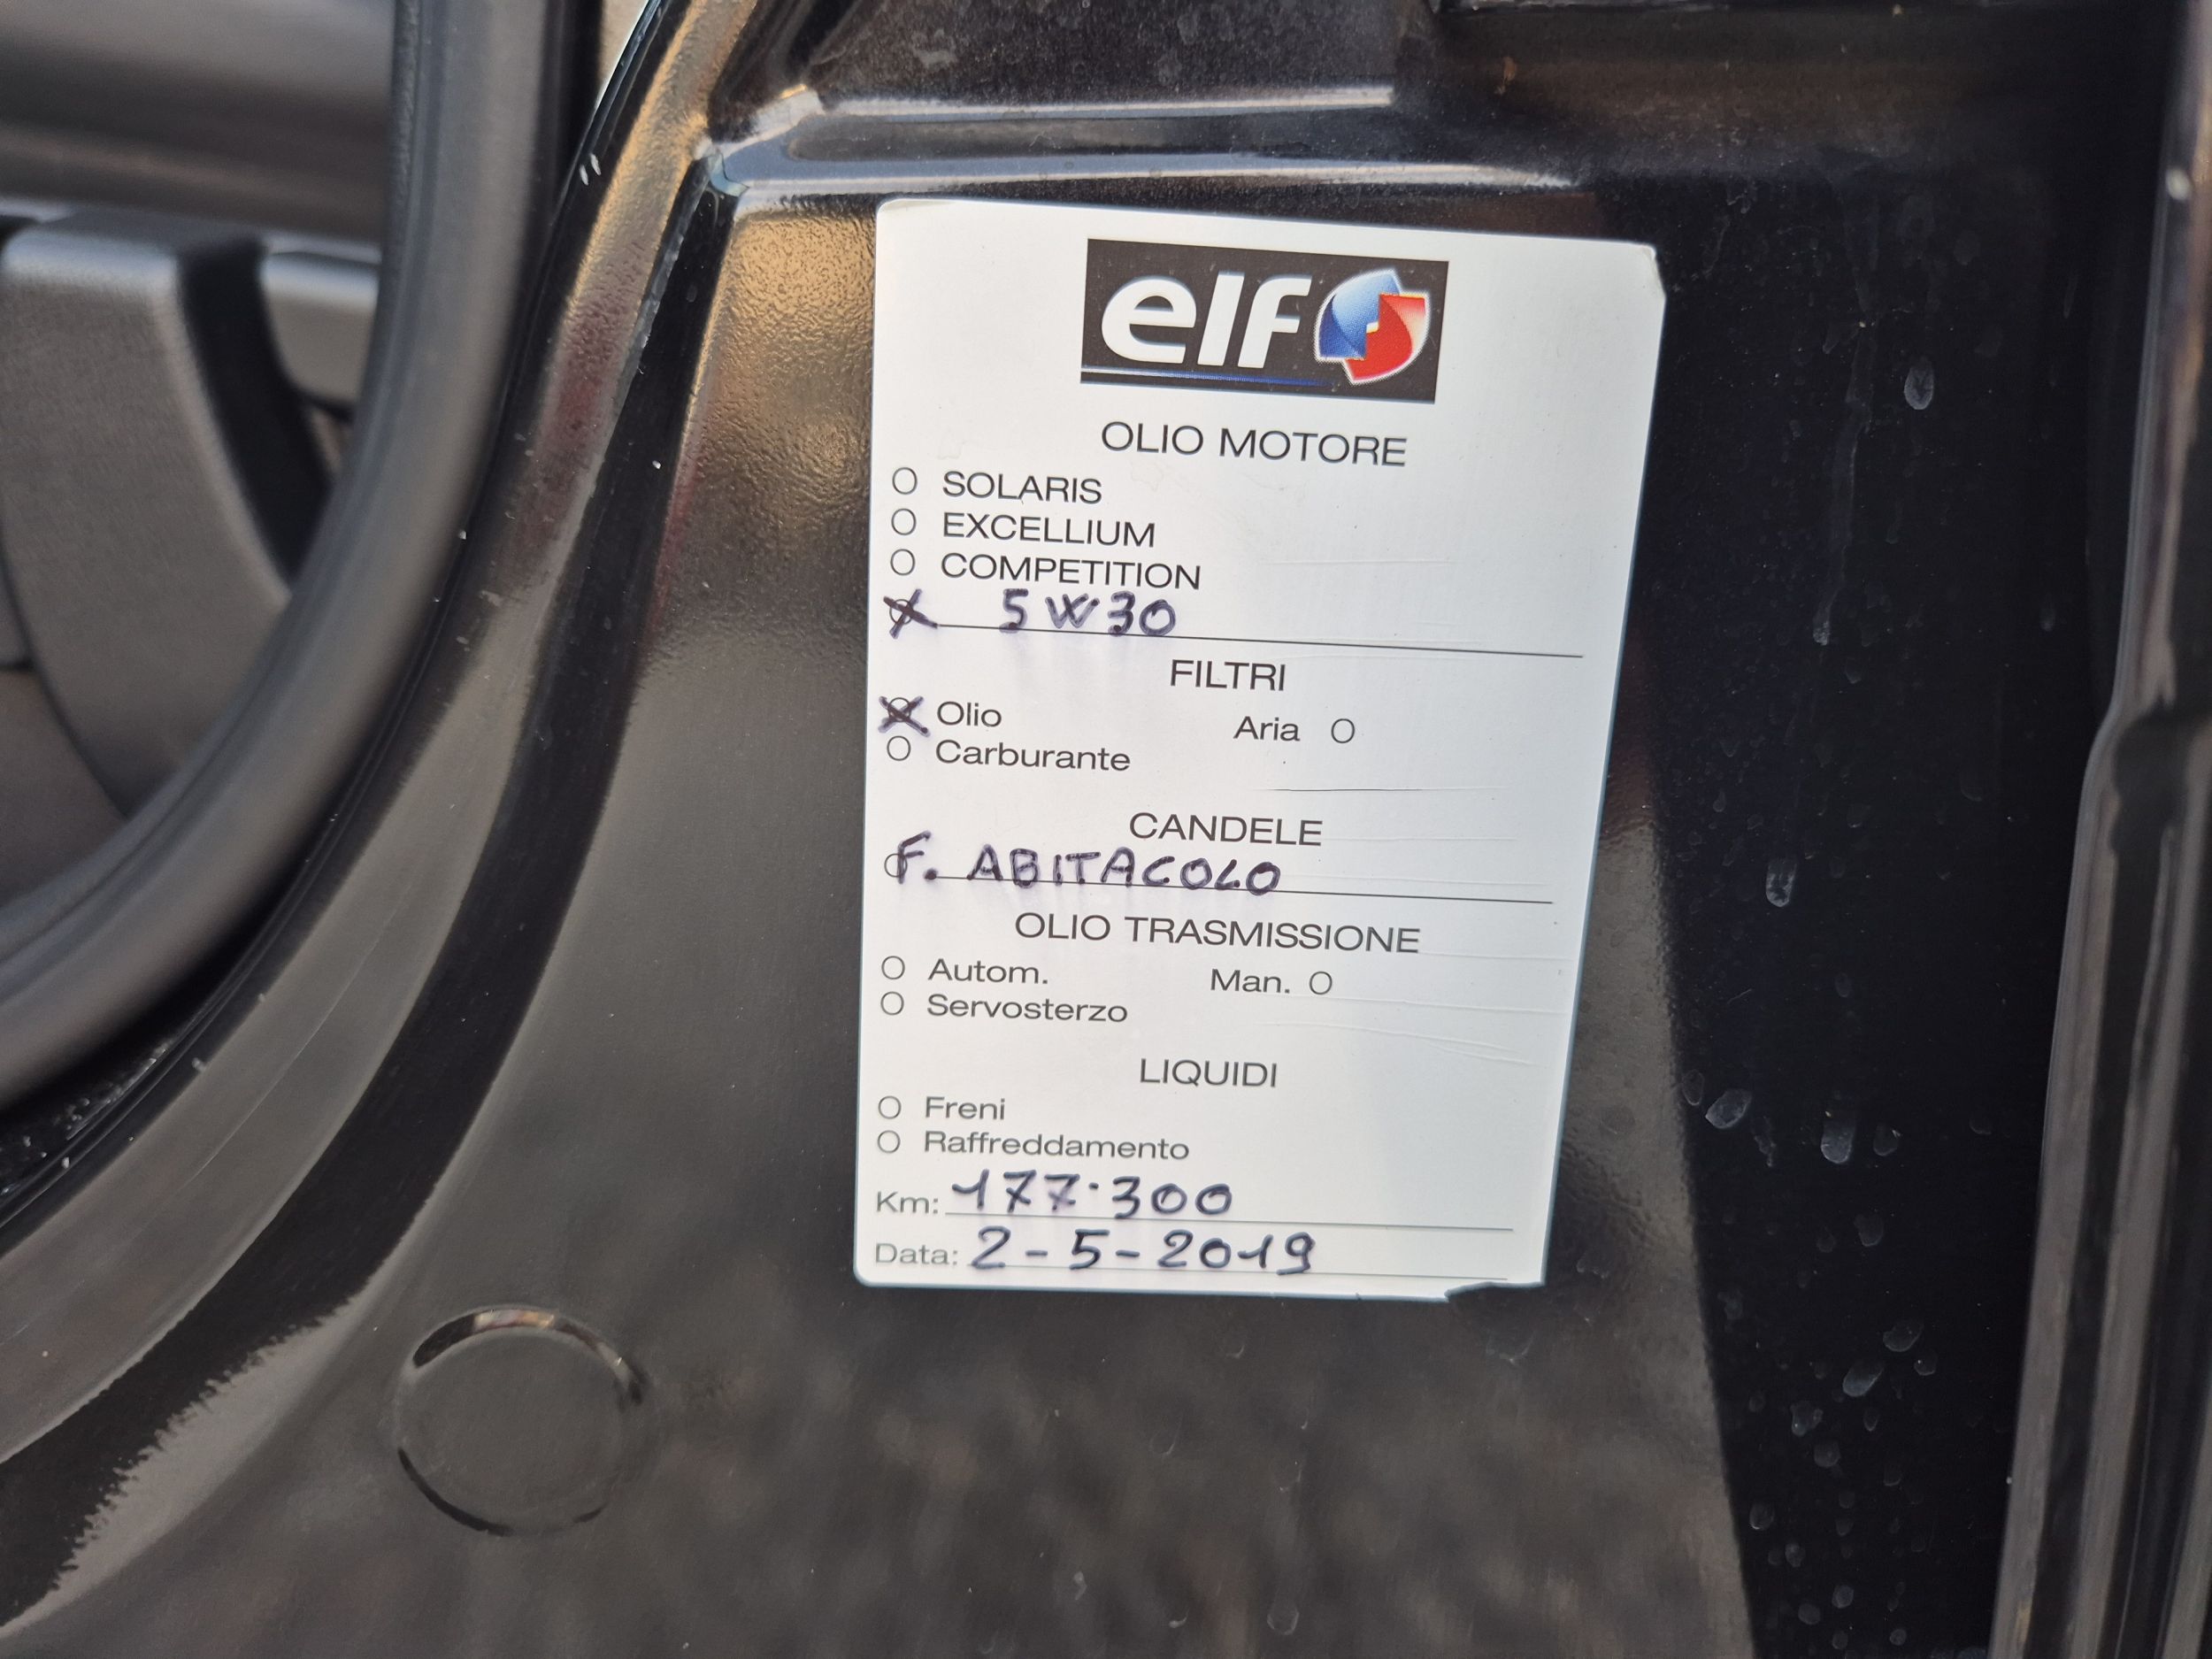 elf
OLIO MOTORE
SOLARIS
EXCELLIUM
COMPETITION
5W30
FILTRI
Olio Aria
Carburante
CANDELE
F. ABITACOLO
OLIO TRASMISSIONE
Autom. Man.
Servosterzo
LIQUIDI
Freni
Raffreddamento
Km: 177.300
Data: 2-5-2019